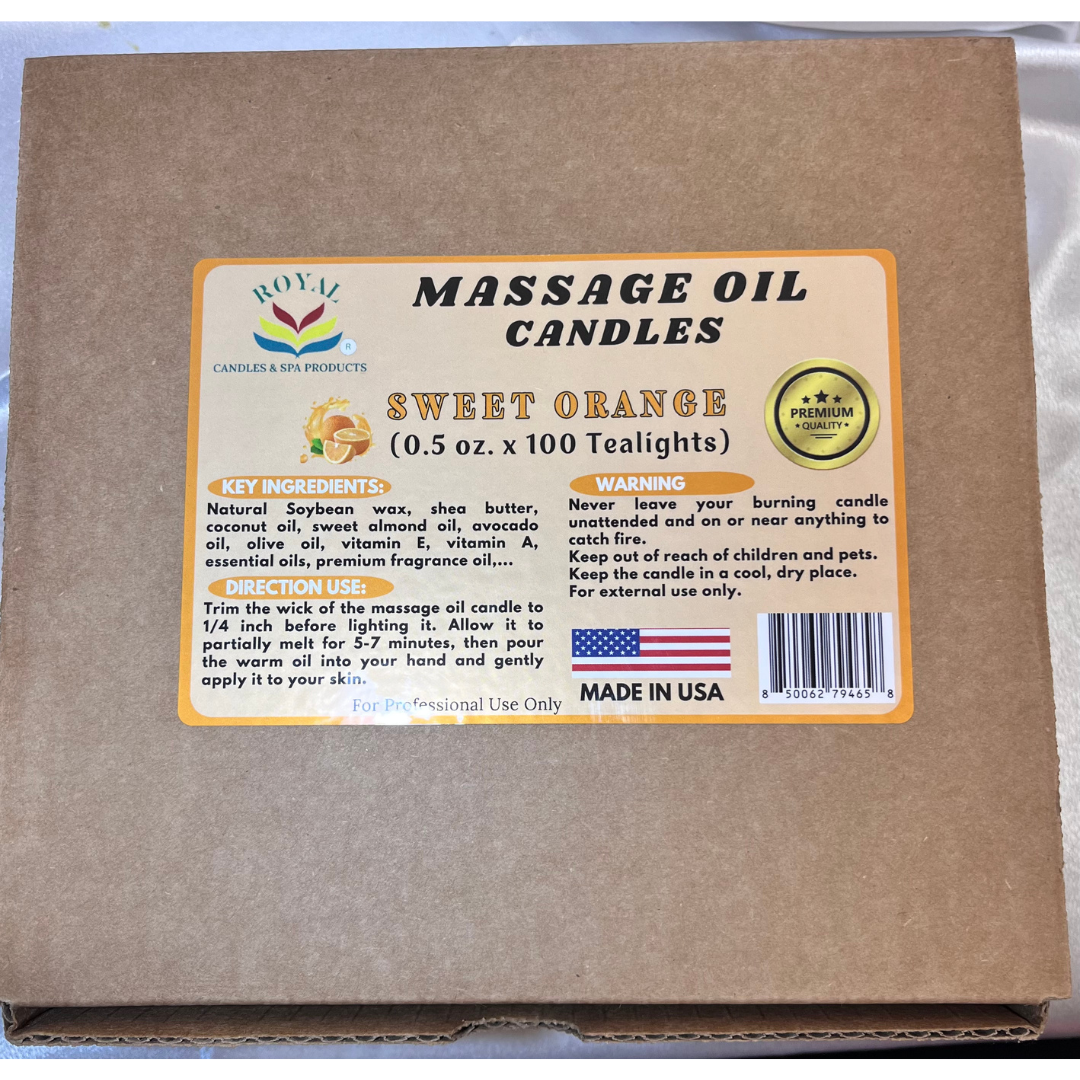 ROYAL
®
CANDLES & SPA PRODUCTS
MASSAGE OIL
CANDLES
SWEET ORANGE
(0.5 oz. x 100 Tealights)
PREMIUM
QUALITY
KEY INGREDIENTS:
Natural Soybean wax, shea butter,
coconut oil, sweet almond oil, avocado
oil, olive oil, vitamin E, vitamin A,
essential oils, premium fragrance oil,...
DIRECTION USE:
Trim the wick of the massage oil candle to
1/4 inch before lighting it. Allow it to
partially melt for 5-7 minutes, then pour
the warm oil into your hand and gently
apply it to your skin.
For Professional Use Only
WARNING
Never leave your burning candle
unattended and on or near anything to
catch fire.
Keep out of reach of children and pets.
Keep the candle in a cool, dry place.
For external use only.
MADE IN USA
8 50062 79465 8